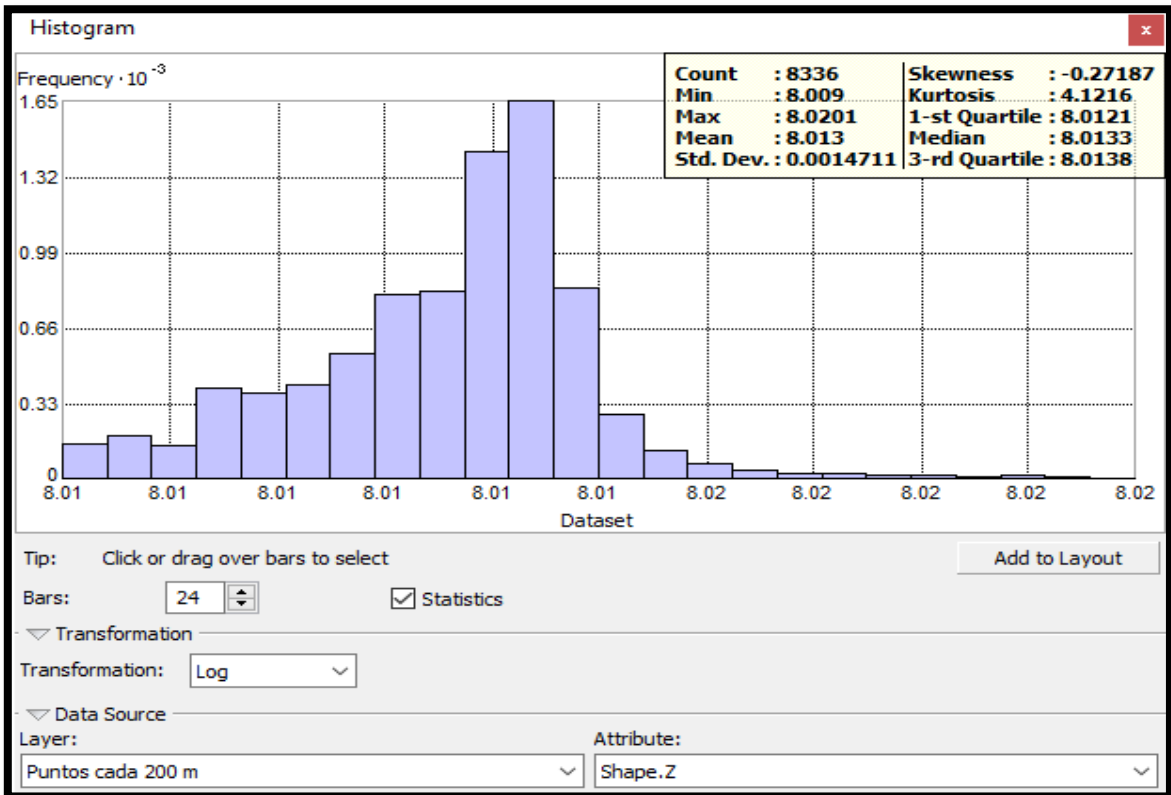 Histogram
x
Frequency · 10 -3
Count : 8336 Skewness : -0.27187
Min : 8.009 Kurtosis : 4.1216
Max : 8.0201 1-st Quartile : 8.0121
Mean : 8.013 Median : 8.0133
Std. Dev. : 0.0014711 3-rd Quartile : 8.0138
1.65
1.32
0.99
0.66
0.33
0
8.01 8.01 8.01 8.01 8.01 8.01 8.02 8.02 8.02 8.02 8.02
Dataset
Tip: Click or drag over bars to select Add to Layout
Bars: 24 Statistics
Transformation
Transformation: Log
Data Source
Layer: Attribute:
Puntos cada 200 m Shape.Z